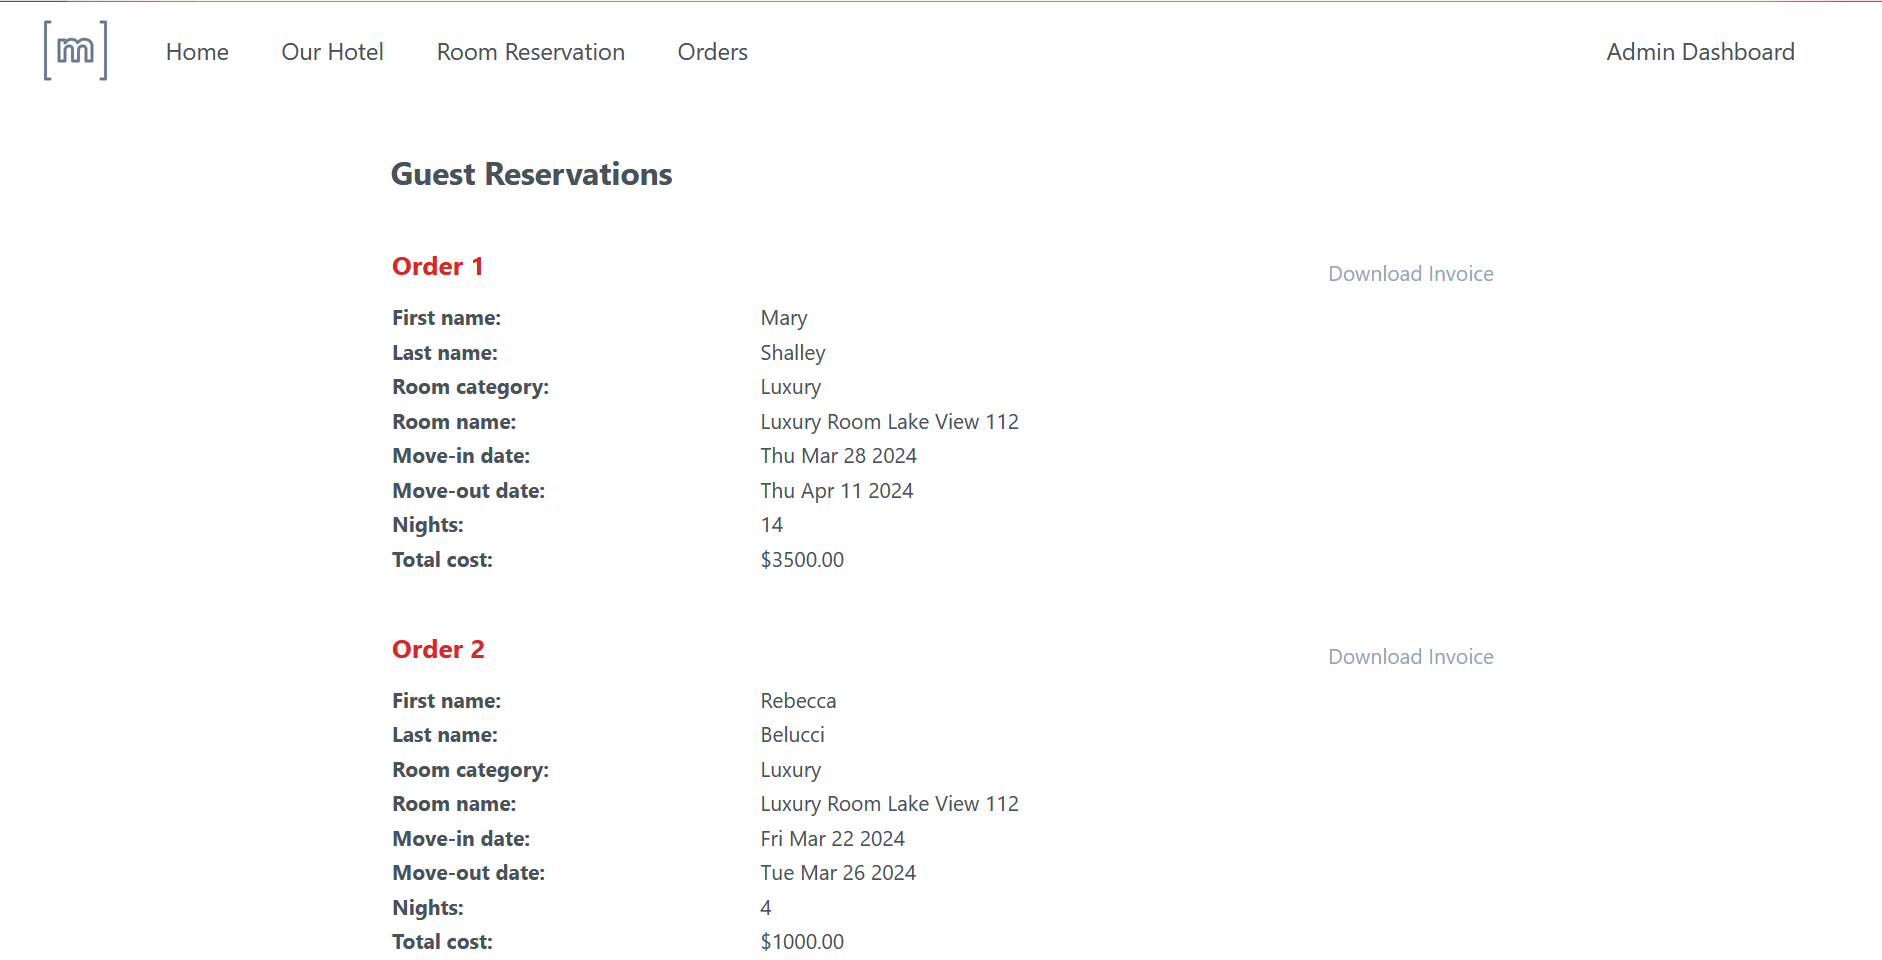 [m] Home Our Hotel Room Reservation Orders Admin Dashboard
Guest Reservations
Order 1 Download Invoice
First name: Mary
Last name: Shalley
Room category: Luxury
Room name: Luxury Room Lake View 112
Move-in date: Thu Mar 28 2024
Move-out date: Thu Apr 11 2024
Nights: 14
Total cost: $3500.00
Order 2 Download Invoice
First name: Rebecca
Last name: Belucci
Room category: Luxury
Room name: Luxury Room Lake View 112
Move-in date: Fri Mar 22 2024
Move-out date: Tue Mar 26 2024
Nights: 4
Total cost: $1000.00